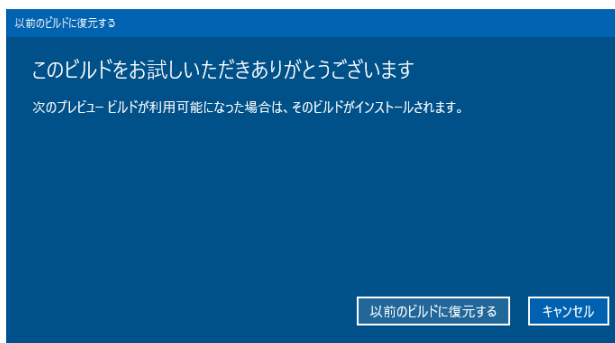 以前のビルドに復元する
このビルドをお試しいただきありがとうございます
次のプレビュー ビルドが利用可能になった場合は、そのビルドがインストールされます。
以前のビルドに復元する
キャンセル